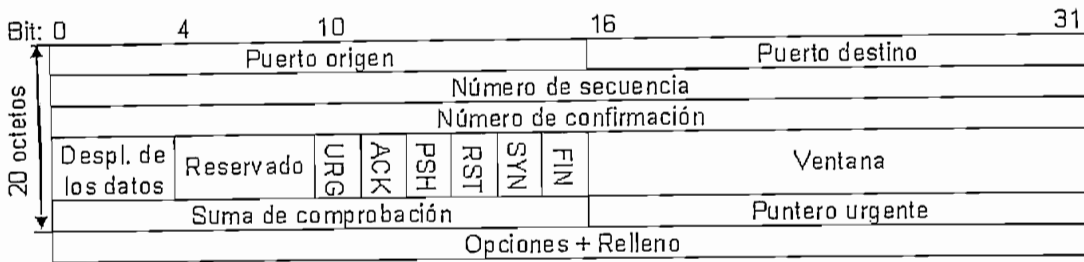 Bit: 0 4 10 16 31
Puerto origen Puerto destino
Número de secuencia
Número de confirmación
Despl. de los datos Reservado URG ACK PSH RST SYN FIN Ventana
Suma de comprobación Puntero urgente
Opciones + Relleno
20 octetos